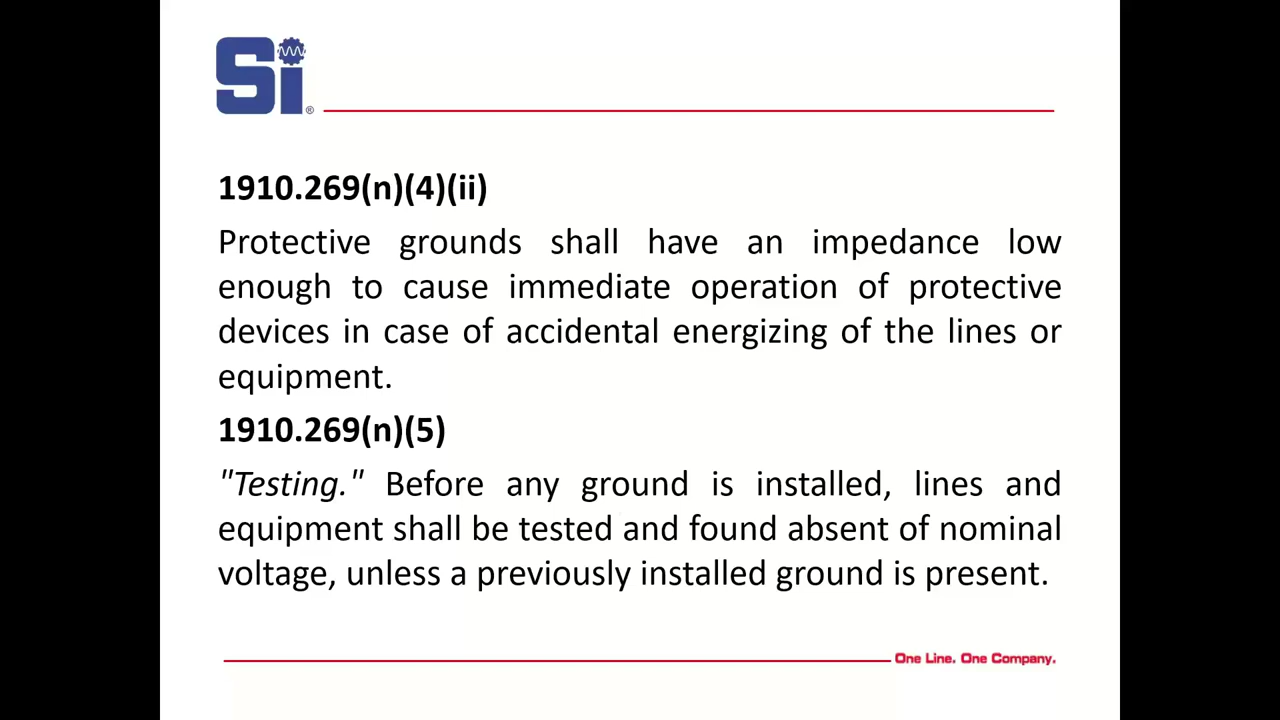 Si®
1910.269(n)(4)(ii)
Protective grounds shall have an impedance low
enough to cause immediate operation of protective
devices in case of accidental energizing of the lines or
equipment.
1910.269(n)(5)
"Testing." Before any ground is installed, lines and
equipment shall be tested and found absent of nominal
voltage, unless a previously installed ground is present.
One Line. One Company.